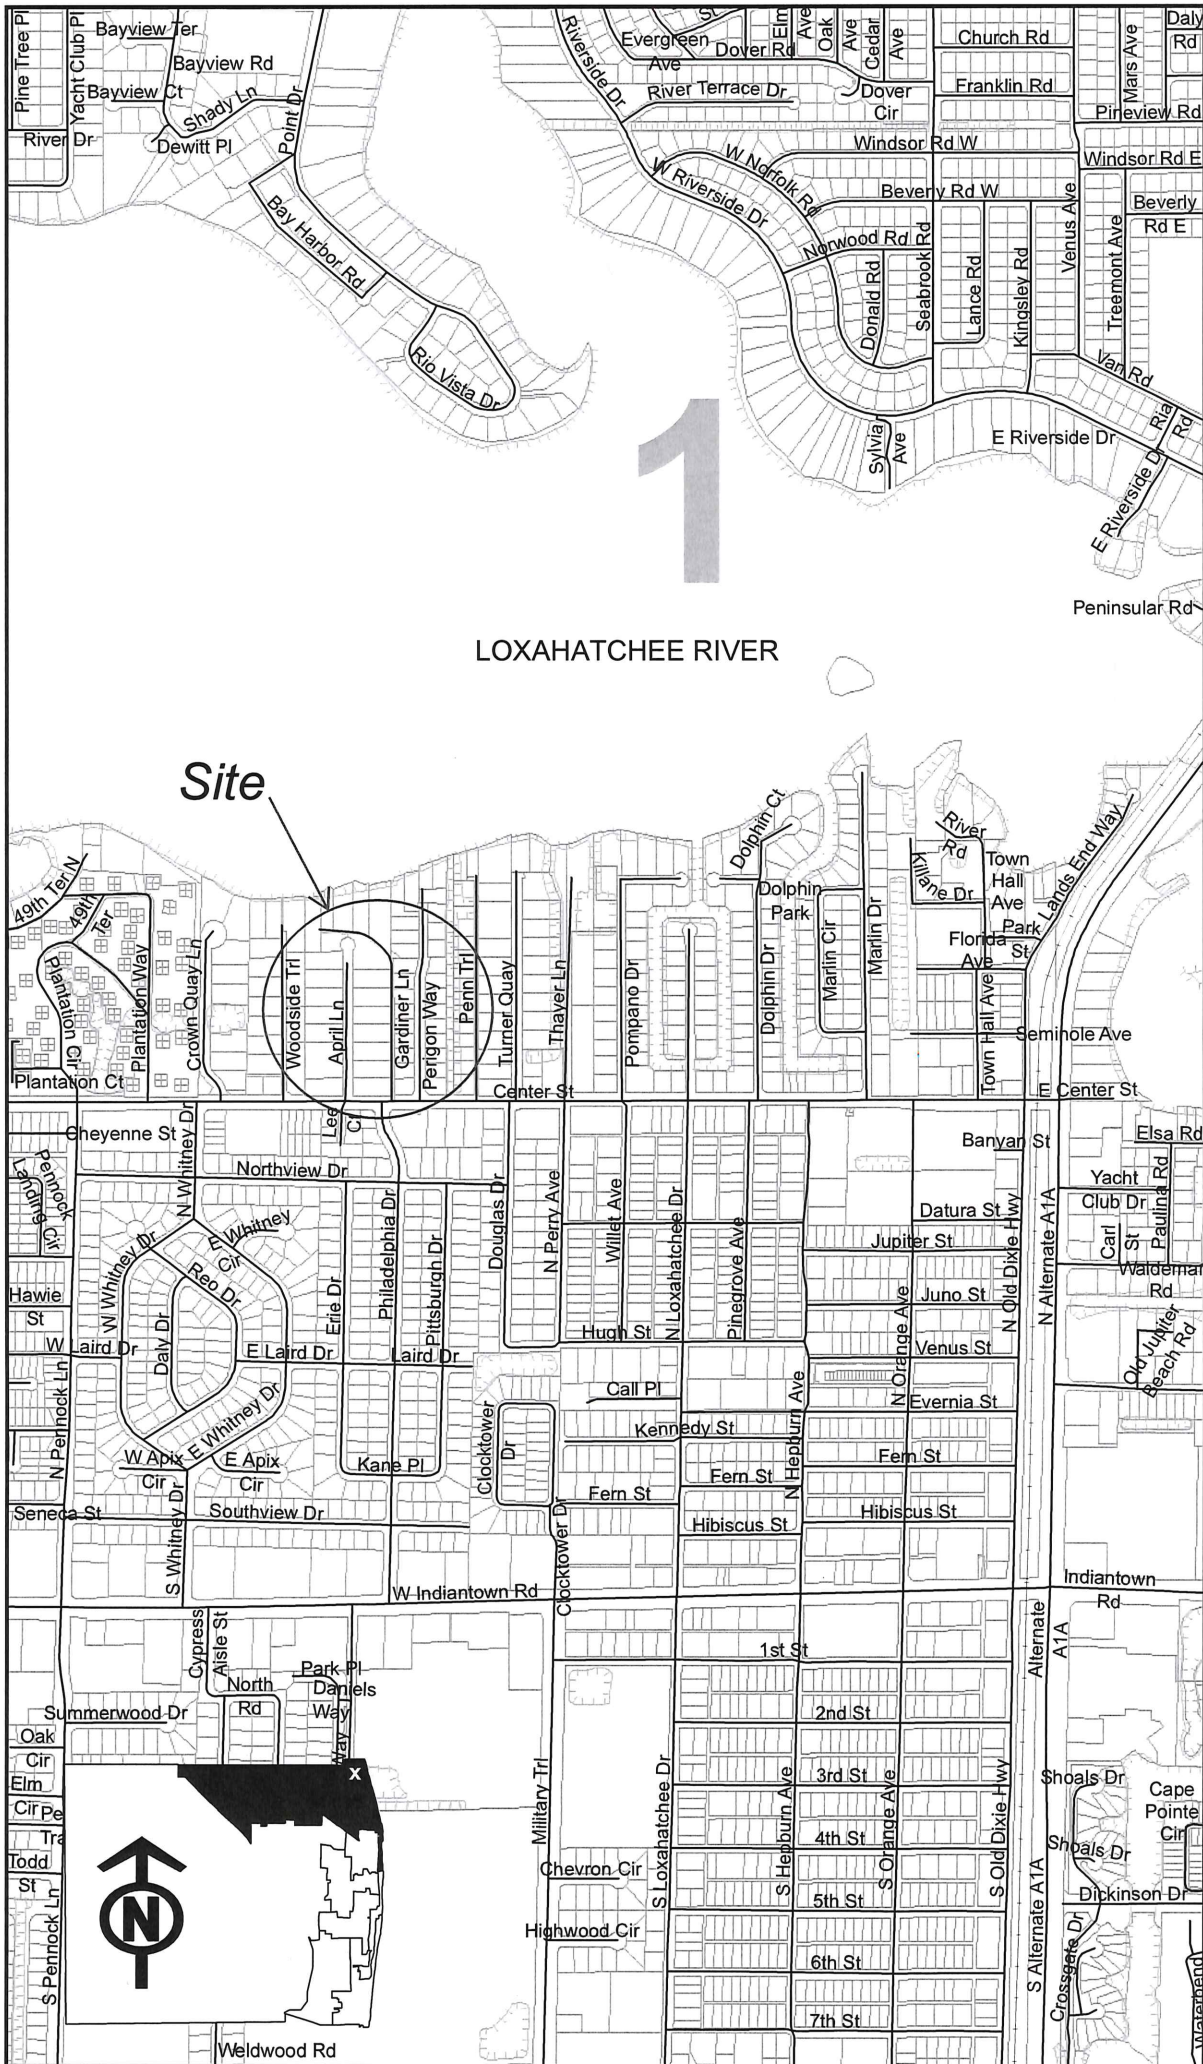 Pine Tree Pl
Yacht Club Pl
Bayview Ter
Bayview Rd
Bayview Ct
Shady Ln
River Dr
Dewitt Pl
Point Dr
Bay Harbor Rd
Rio Vista Dr
Riverside Dr
St
Evergreen
Ave
Dover Rd
Elm
Ave
Oak
Ave
Cedar
Ave
Church Rd
Mars Ave
Daly
Rd
River Terrace Dr
Dover
Cir
Franklin Rd
Pineview Rd
Windsor Rd W
Windsor Rd E
W Norfolk Rd
W Riverside Dr
Beverly Rd W
Beverly
Rd E
Norwood Rd
Donald Rd
Seabrook Rd
Lance Rd
Kingsley Rd
Venus Ave
Treemont Ave
Van Rd
Ria
Rd
Sylvia
Ave
E Riverside Dr
E Riverside Dr
1
Peninsular Rd
LOXAHATCHEE RIVER
Site
49th Ter N
49th
Ter
Plantation Cir
Plantation Way
Plantation Ct
Crown Quay Ln
Woodside Trl
April Ln
Gardiner Ln
Perigon Way
Penn Trl
Turner Quay
Thaver Ln
Pompano Dr
Dolphin Ct
Dolphin
Park
Dolphin Dr
Marlin Cir
Marlin Dr
River
Rd
Killane Dr
Town
Hall
Ave
Park
Florida
St
Ave
Lands End Way
Town Hall Ave
Seminole Ave
Center St
E Center St
Cheyenne St
N Whitney Dr
Lee
Ct
Northview Dr
Pennock
Landing
Cir
Banyan St
Elsa Rd
Yacht
Club Dr
Paulina Rd
Carl
St
Datura St
Jupiter St
Juno St
Venus St
Evernia St
Waldemar
Rd
Old Jupiter
Beach Rd
W Whitney Dr
E Whitney
Cir
Reo Dr
Daly Dr
Erie Dr
Philadelphia Dr
Pittsburgh Dr
Douglas Dr
N Perry Ave
Willet Ave
N Loxahatchee Dr
Pinegrove Ave
N Orange Ave
N Old Dixie Hwy
N Alternate A1A
Hawie
St
W Laird Dr
E Laird Dr
Laird Dr
Hugh St
N Pennock Ln
E Whitney Dr
Call Pl
Kennedy St
N Hepburn Ave
W Apix
Cir
E Apix
Cir
Kane Pl
Clocktower
Dr
Fern St
Fern St
Fern St
Seneca St
S Whitney Dr
Southview Dr
Clocktower Dr
Hibiscus St
Hibiscus St
W Indiantown Rd
Indiantown
Rd
Cypress
Aisle St
Park Pl
Daniels
Way
Way
North
Rd
Summerwood Dr
Oak
Cir
Elm
Cir
Pe
Tra
Todd
St
S Pennock Ln
X
N
Weldwood Rd
Military Trl
1st St
2nd St
3rd St
4th St
5th St
6th St
7th St
Chevron Cir
Highwood Cir
S Loxahatchee Dr
S Hepburn Ave
S Orange Ave
S Old Dixie Hwy
Alternate
A1A
S Alternate A1A
Shoals Dr
Shoals Dr
Cape
Pointe
Cir
Dickinson Dr
Crossgate Dr
Waterbend